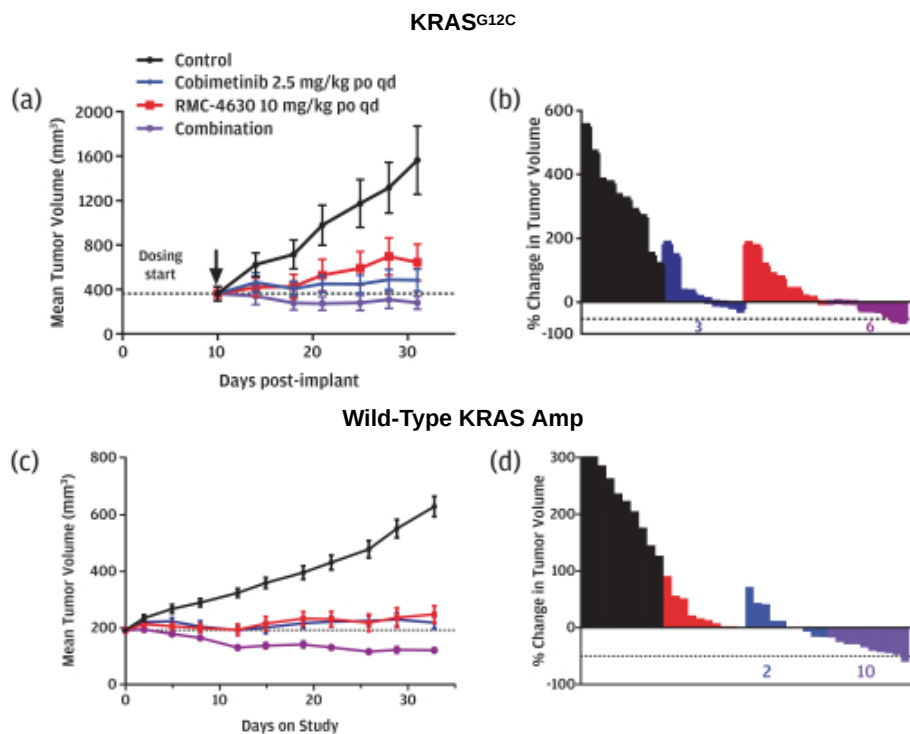 KRASG12C
(a)
Control
Cobimetinib 2.5 mg/kg po qd
RMC-4630 10 mg/kg po qd
Combination
Mean Tumor Volume (mm³)
2000
1600
1200
800
400
0
Dosing
start
0 10 20 30
Days post-implant
(b)
% Change in Tumor Volume
600
400
200
0
-100
3 6
Wild-Type KRAS Amp
(c)
Mean Tumor Volume (mm³)
800
600
400
200
0
0 10 20 30
Days on Study
(d)
% Change in Tumor Volume
300
200
100
0
-100
2 10